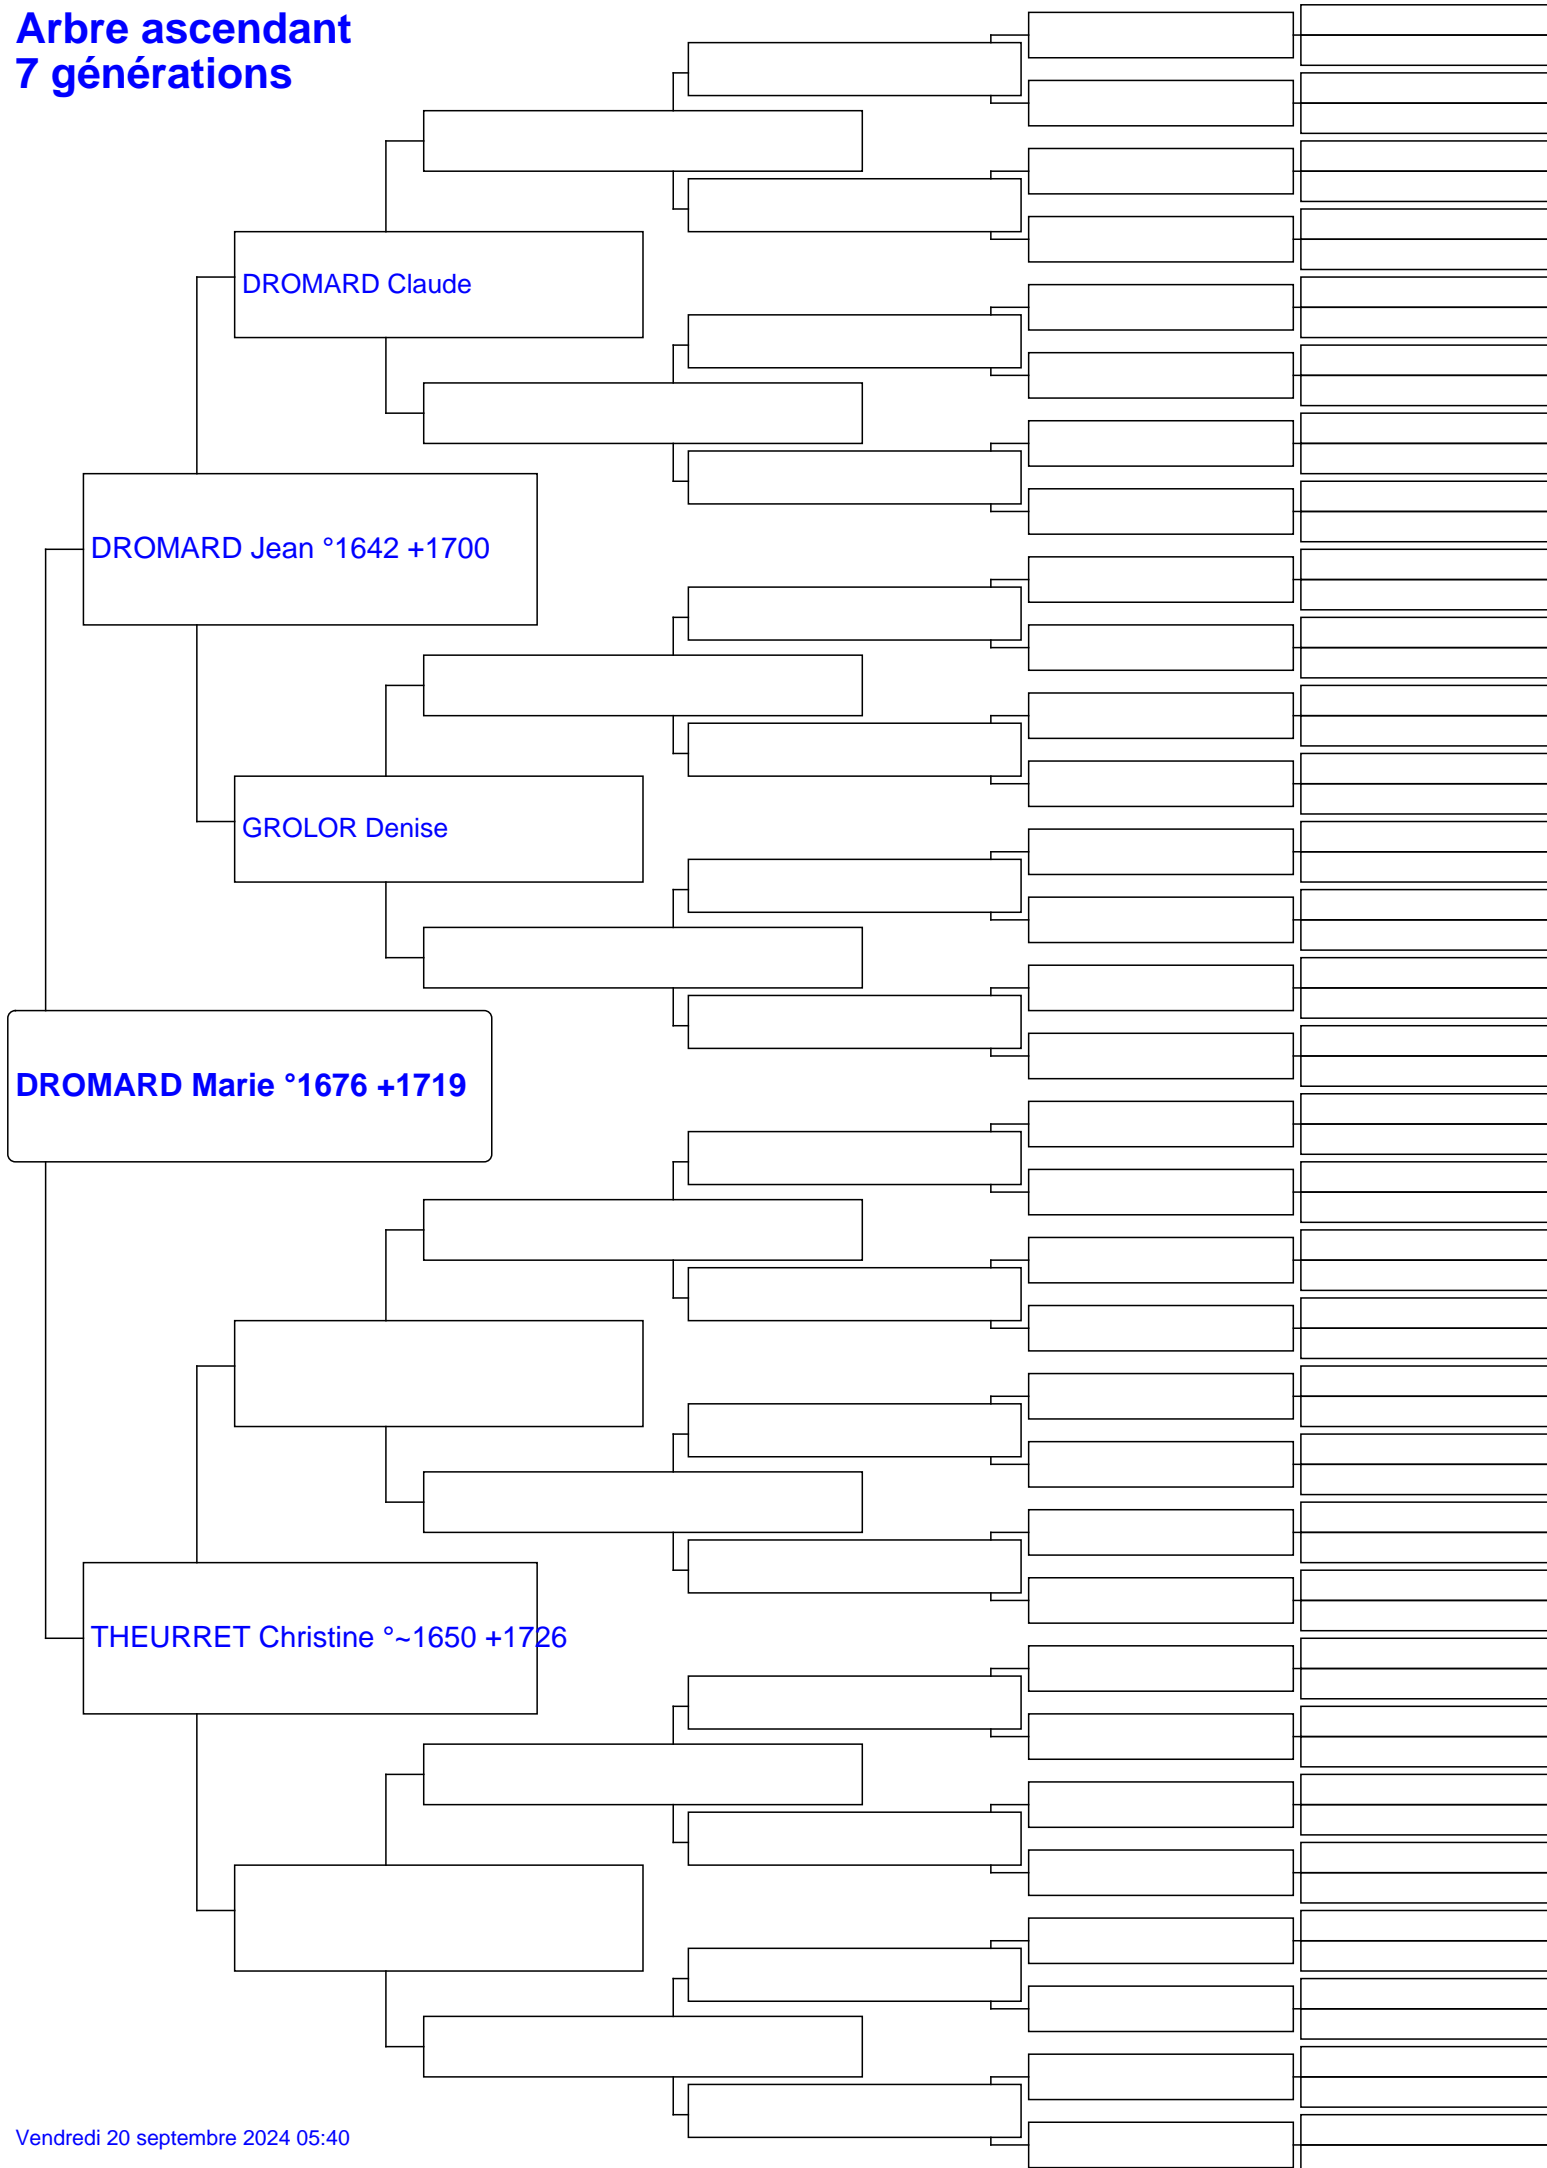 Arbre ascendant
7 générations
DROMARD Claude
DROMARD Jean °1642 +1700
GROLOR Denise
DROMARD Marie °1676 +1719
THEURRET Christine °~1650 +1726
Vendredi 20 septembre 2024 05:40